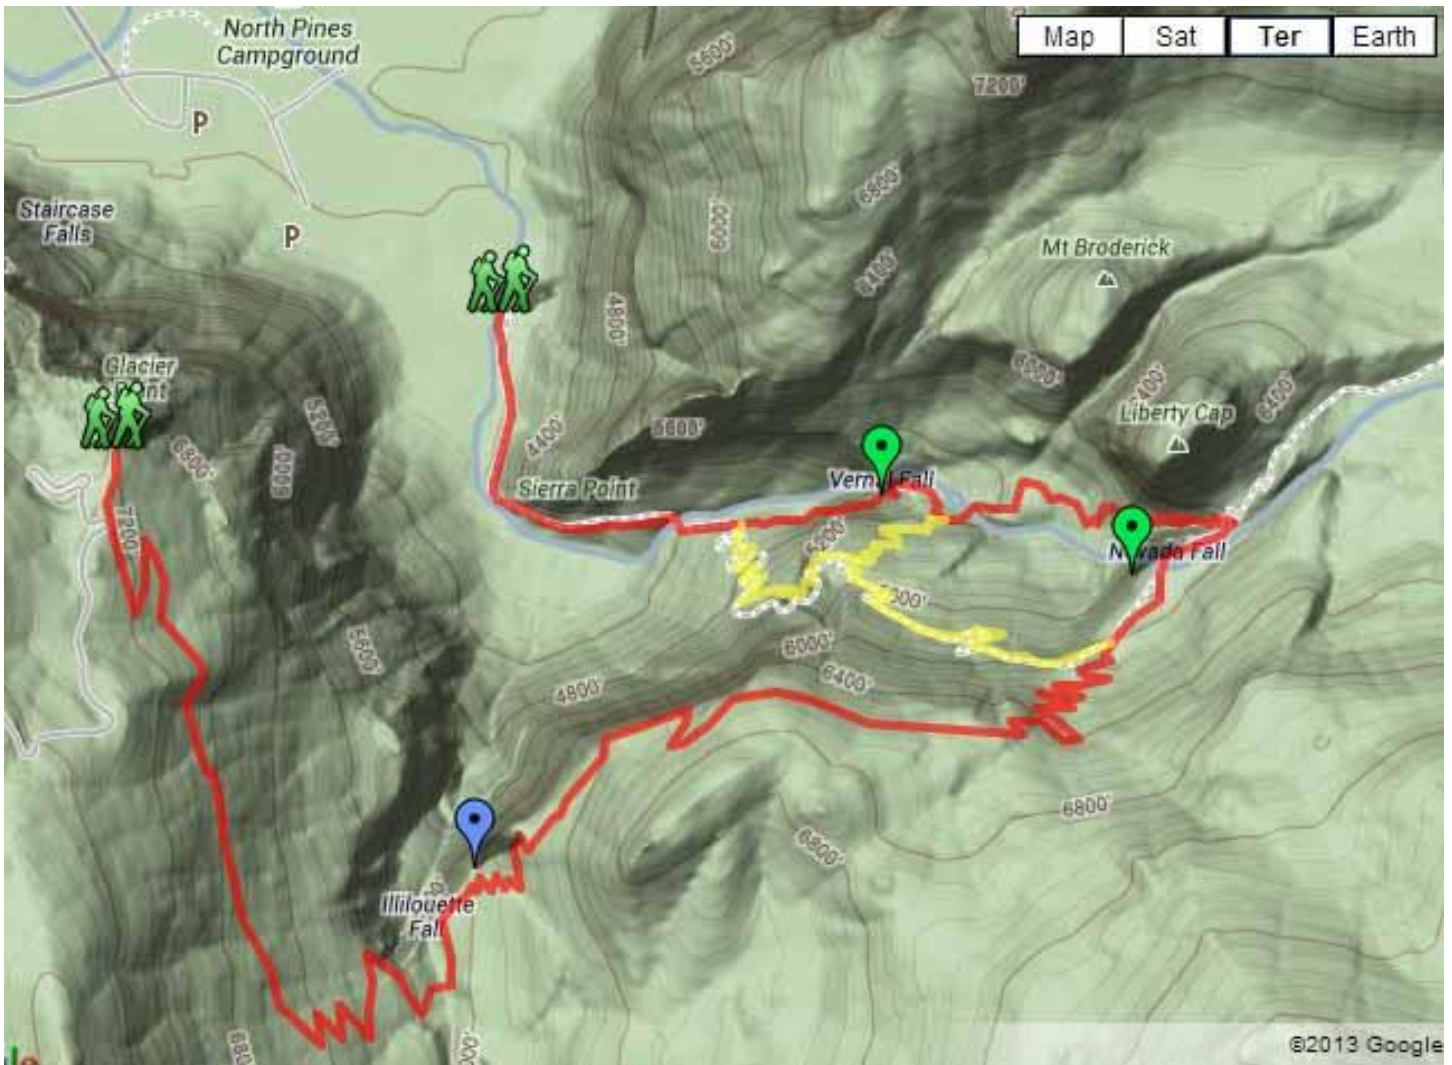 North Pines
Campground
Map
Sat
Ter
Earth
5600'
7200'
P
6800'
Staircase
Falls
6000'
P
Mt Broderick
6400'
4800'
Glacier
Point
6000'
6400'
5200'
Liberty Cap
6400'
4400'
6600'
6800'
6000'
Vernal Fall
Sierra Point
7200'
5200'
Nevada Fall
6000'
5600'
6400'
4800'
6800'
6800'
Illilouette
Fall
©2013 Google